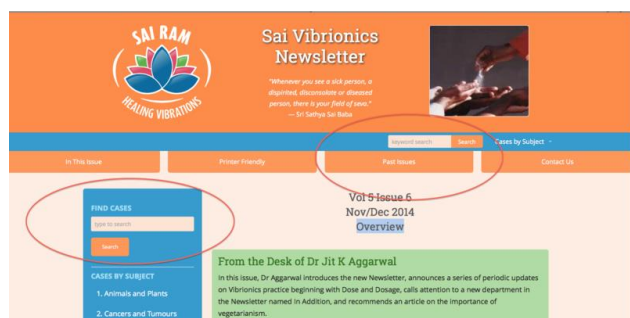 SAI RAM
HEALING VIBRATIONS
Sai Vibrionics
Newsletter
"Whenever you see a sick person, a
dispirited, disconsolate or diseased
person, there is your field of seva."
— Sri Sathya Sai Baba
keyword search
Search
Cases by Subject
In This Issue
Printer Friendly
Past Issues
Contact Us
FIND CASES
type to search
Search
CASES BY SUBJECT
1. Animals and Plants
2. Cancers and Tumours
Vol 5 Issue 6
Nov/Dec 2014
Overview
From the Desk of Dr Jit K Aggarwal
In this issue, Dr Aggarwal introduces the new Newsletter, announces a series of periodic updates
on Vibrionics practice beginning with Dose and Dosage, calls attention to a new department in
the Newsletter named In Addition, and recommends an article on the importance of
vegetarianism.